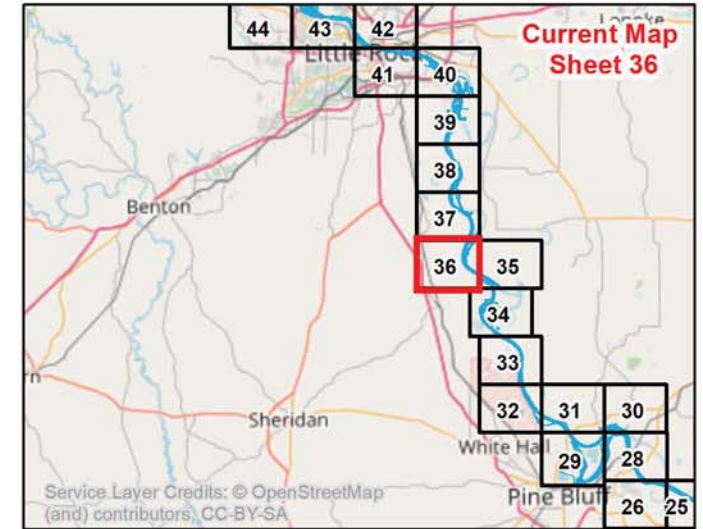 44 43 42
Current Map
Sheet 36
Little Rock
41 40
39
38
Benton
37
36 35
34
33
32 31 30
Sheridan
White Hall
29 28
Service Layer Credits: © OpenStreetMap
(and) contributors, CC-BY-SA
Pine Bluff
26 25